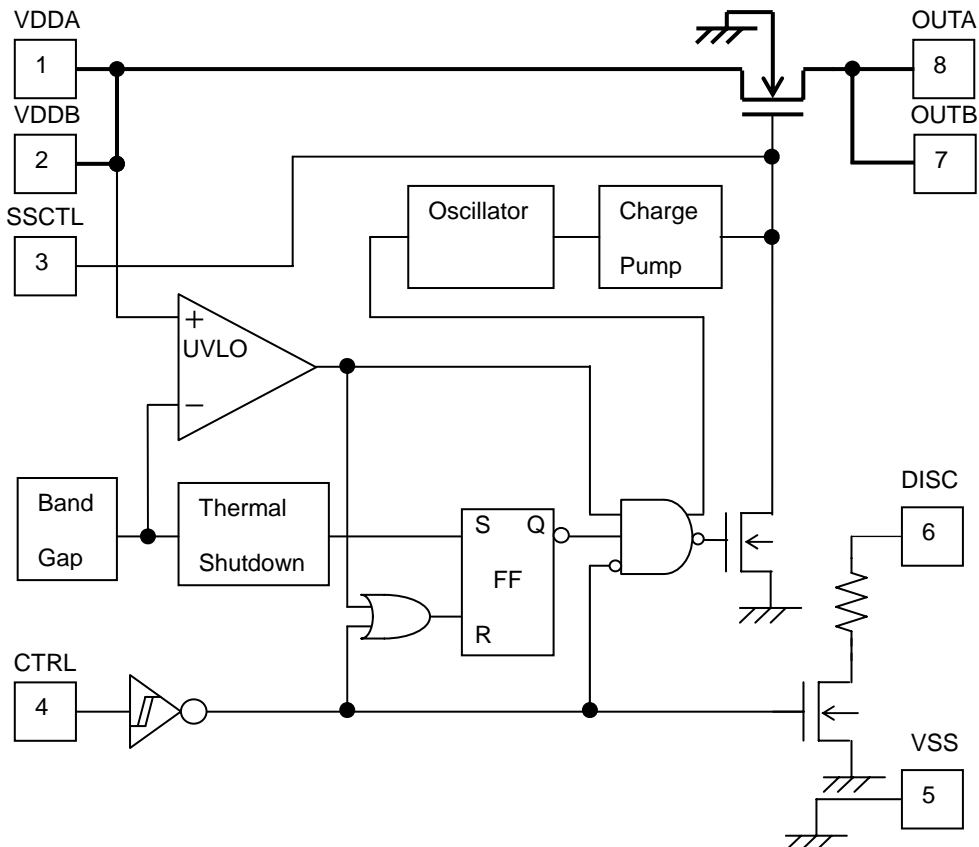 VDDA
1
OUTA
8
VDDB
2
OUTB
7
SSCTL
3
Oscillator
Charge
Pump
+
UVLO
−
Band
Gap
Thermal
Shutdown
S
Q
FF
R
DISC
6
CTRL
4
VSS
5